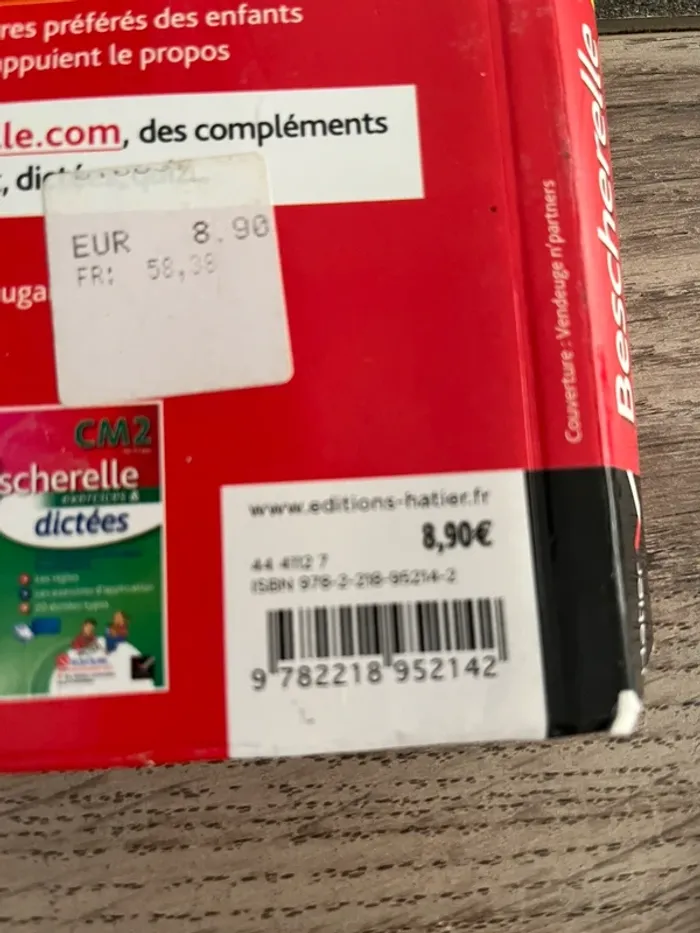 res préférés des enfants
ppuient le propos
le.com, des compléments
EUR 8.90
FR: 58,38
uga
CM2
scherelle
exercices &
dictées
www.editions-hatier.fr
8,90€
44 4112 7
ISBN 978-2-218-95214-2
9 782218 952142
Couverture : Vendeuge n'partners
Bescherelle